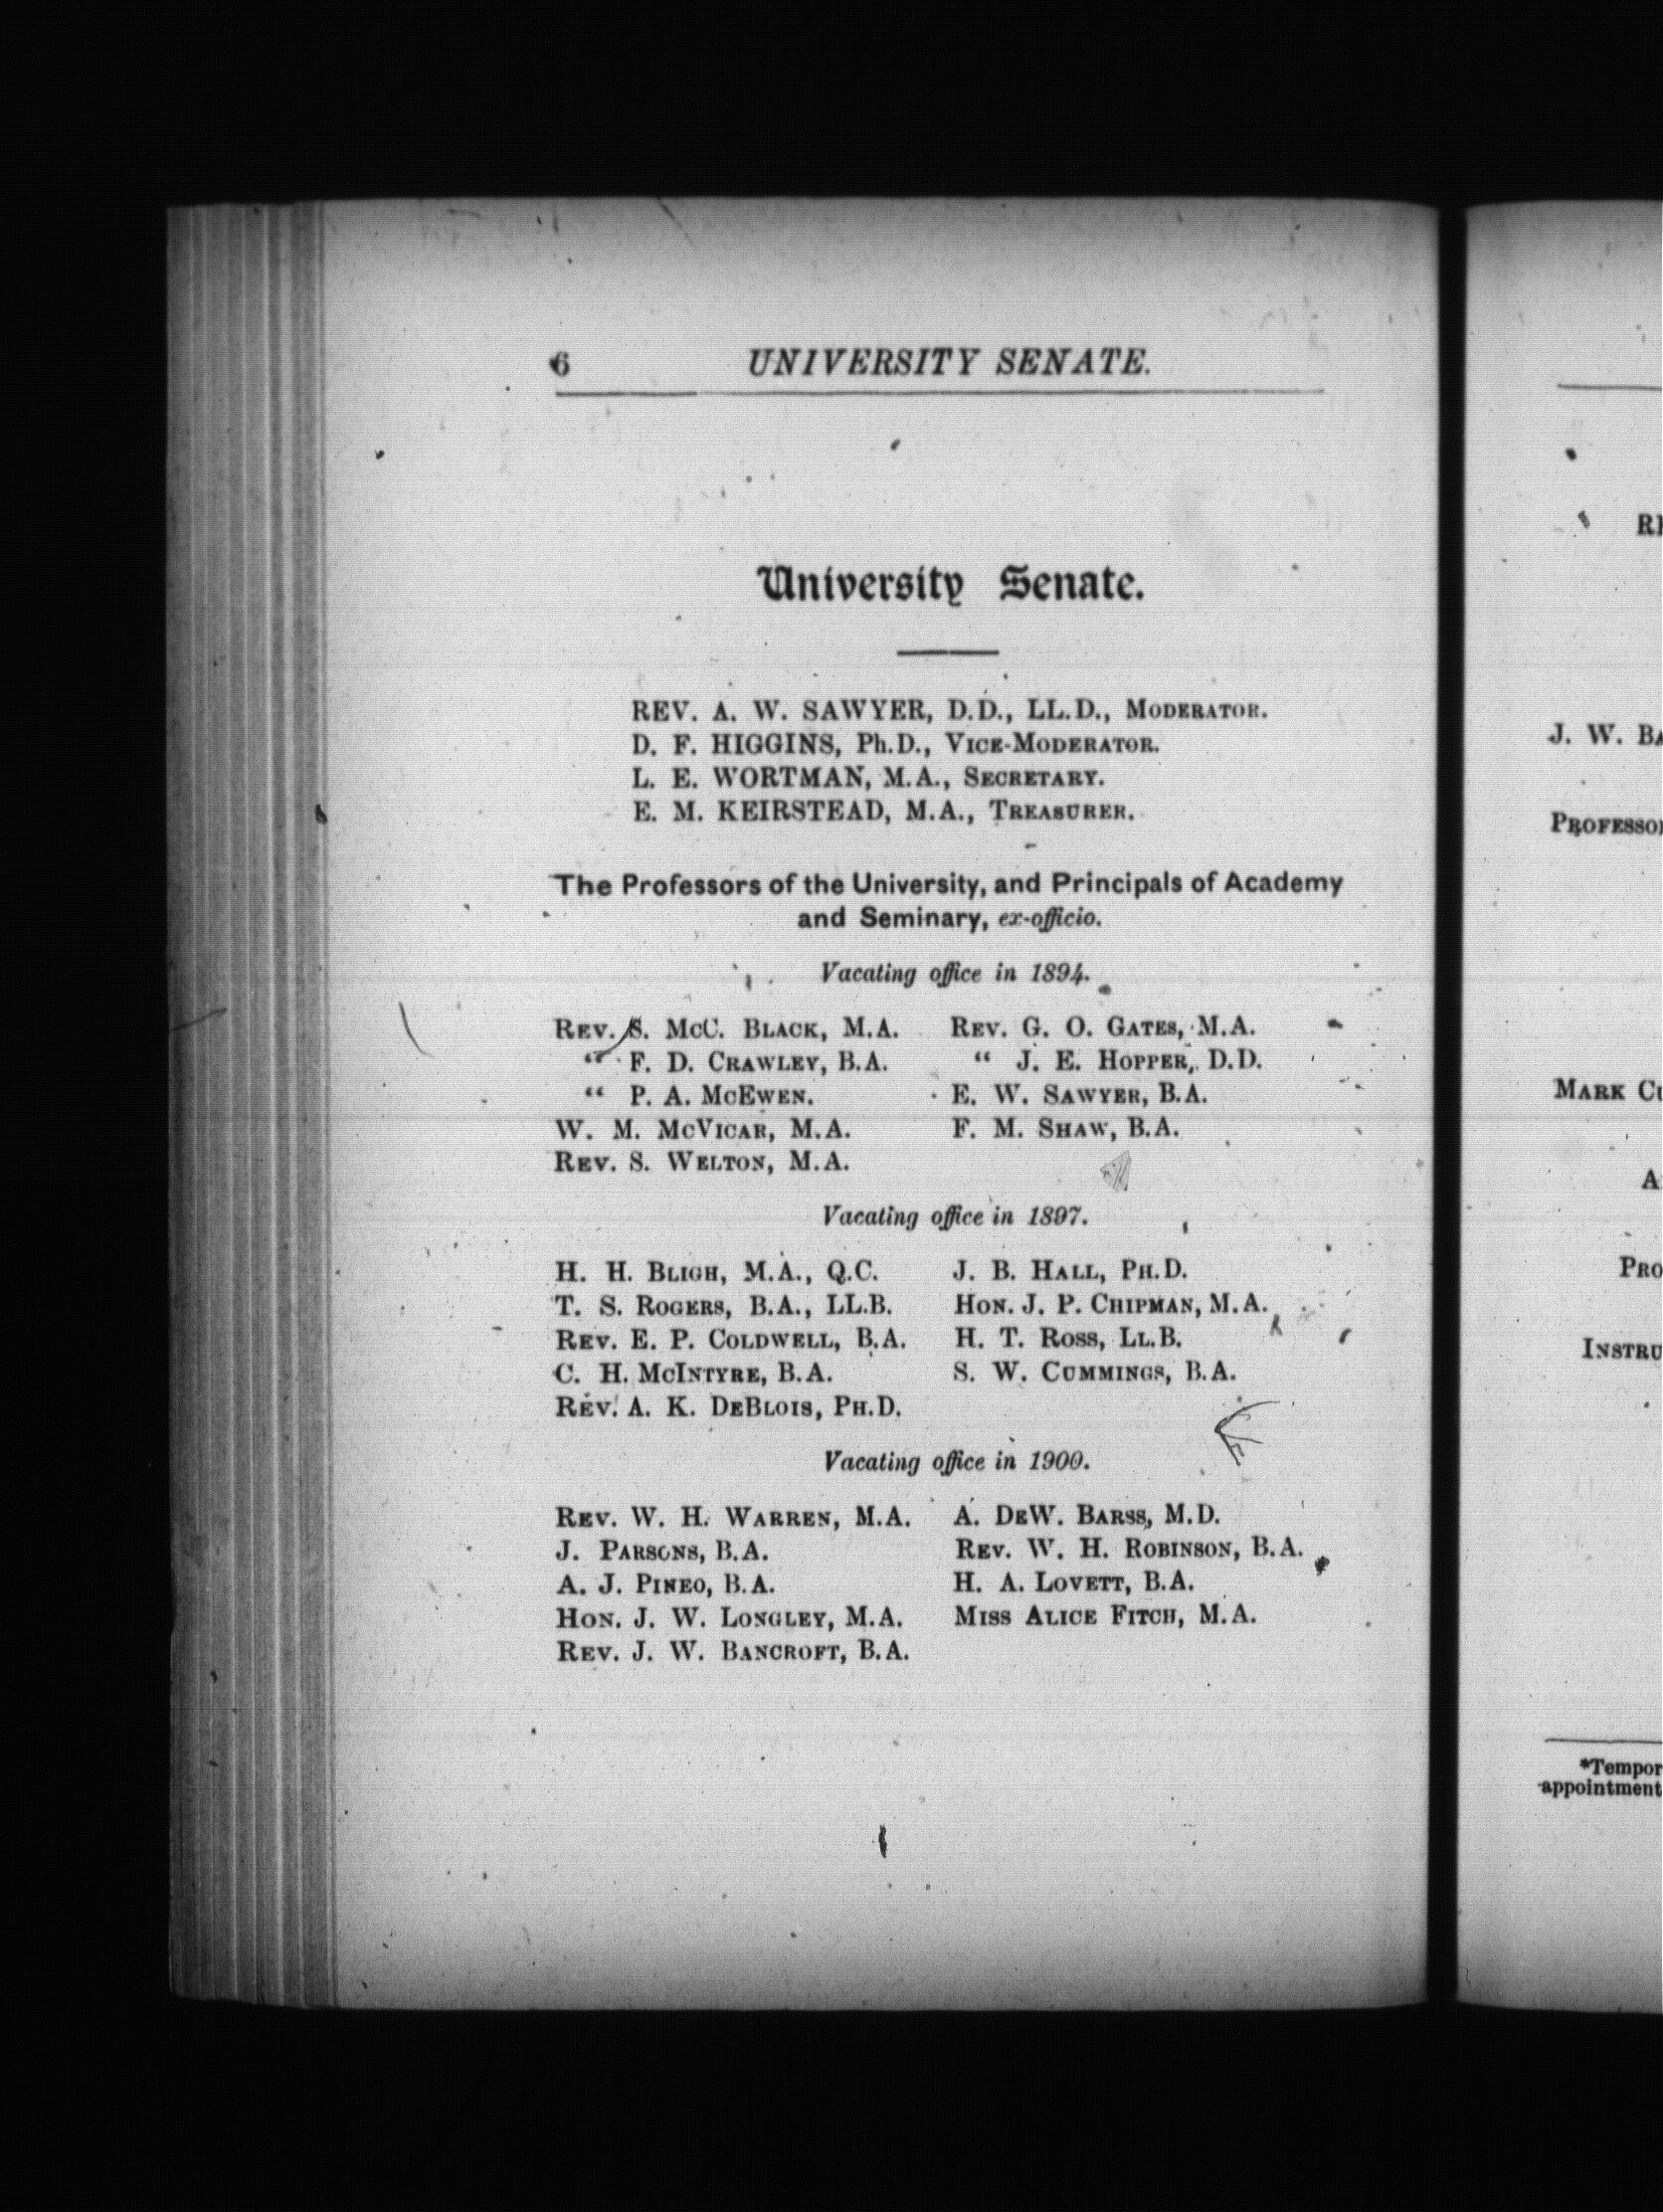 6 UNIVERSITY SENATE.
University Senate.
REV. A. W. SAWYER, D.D., LL.D., MODERATOR.
D. F. HIGGINS, Ph.D., VICE-MODERATOR.
L. E. WORTMAN, M.A., SECRETARY.
E. M. KEIRSTEAD, M.A., TREASURER.
The Professors of the University, and Principals of Academy
and Seminary, ex-officio.
Vacating office in 1894.
REV. S. MCC. BLACK, M.A. REV. G. O. GATES, M.A.
“ F. D. CRAWLEY, B.A. “ J. E. HOPPER, D.D.
“ P. A. MCEWEN. E. W. SAWYER, B.A.
W. M. MCVICAR, M.A. F. M. SHAW, B.A.
REV. S. WELTON, M.A.
Vacating office in 1897.
H. H. BLIGH, M.A., Q.C. J. B. HALL, PH.D.
T. S. ROGERS, B.A., LL.B. HON. J. P. CHIPMAN, M.A.
REV. E. P. COLDWELL, B.A. H. T. ROSS, LL.B.
C. H. MCINTYRE, B.A. S. W. CUMMINGS, B.A.
REV. A. K. DEBLOIS, PH.D.
Vacating office in 1900.
REV. W. H. WARREN, M.A. A. DEW. BARSS, M.D.
J. PARSONS, B.A. REV. W. H. ROBINSON, B.A.
A. J. PINEO, B.A. H. A. LOVETT, B.A.
HON. J. W. LONGLEY, M.A. MISS ALICE FITCH, M.A.
REV. J. W. BANCROFT, B.A.
J. W.
MARK
appointment